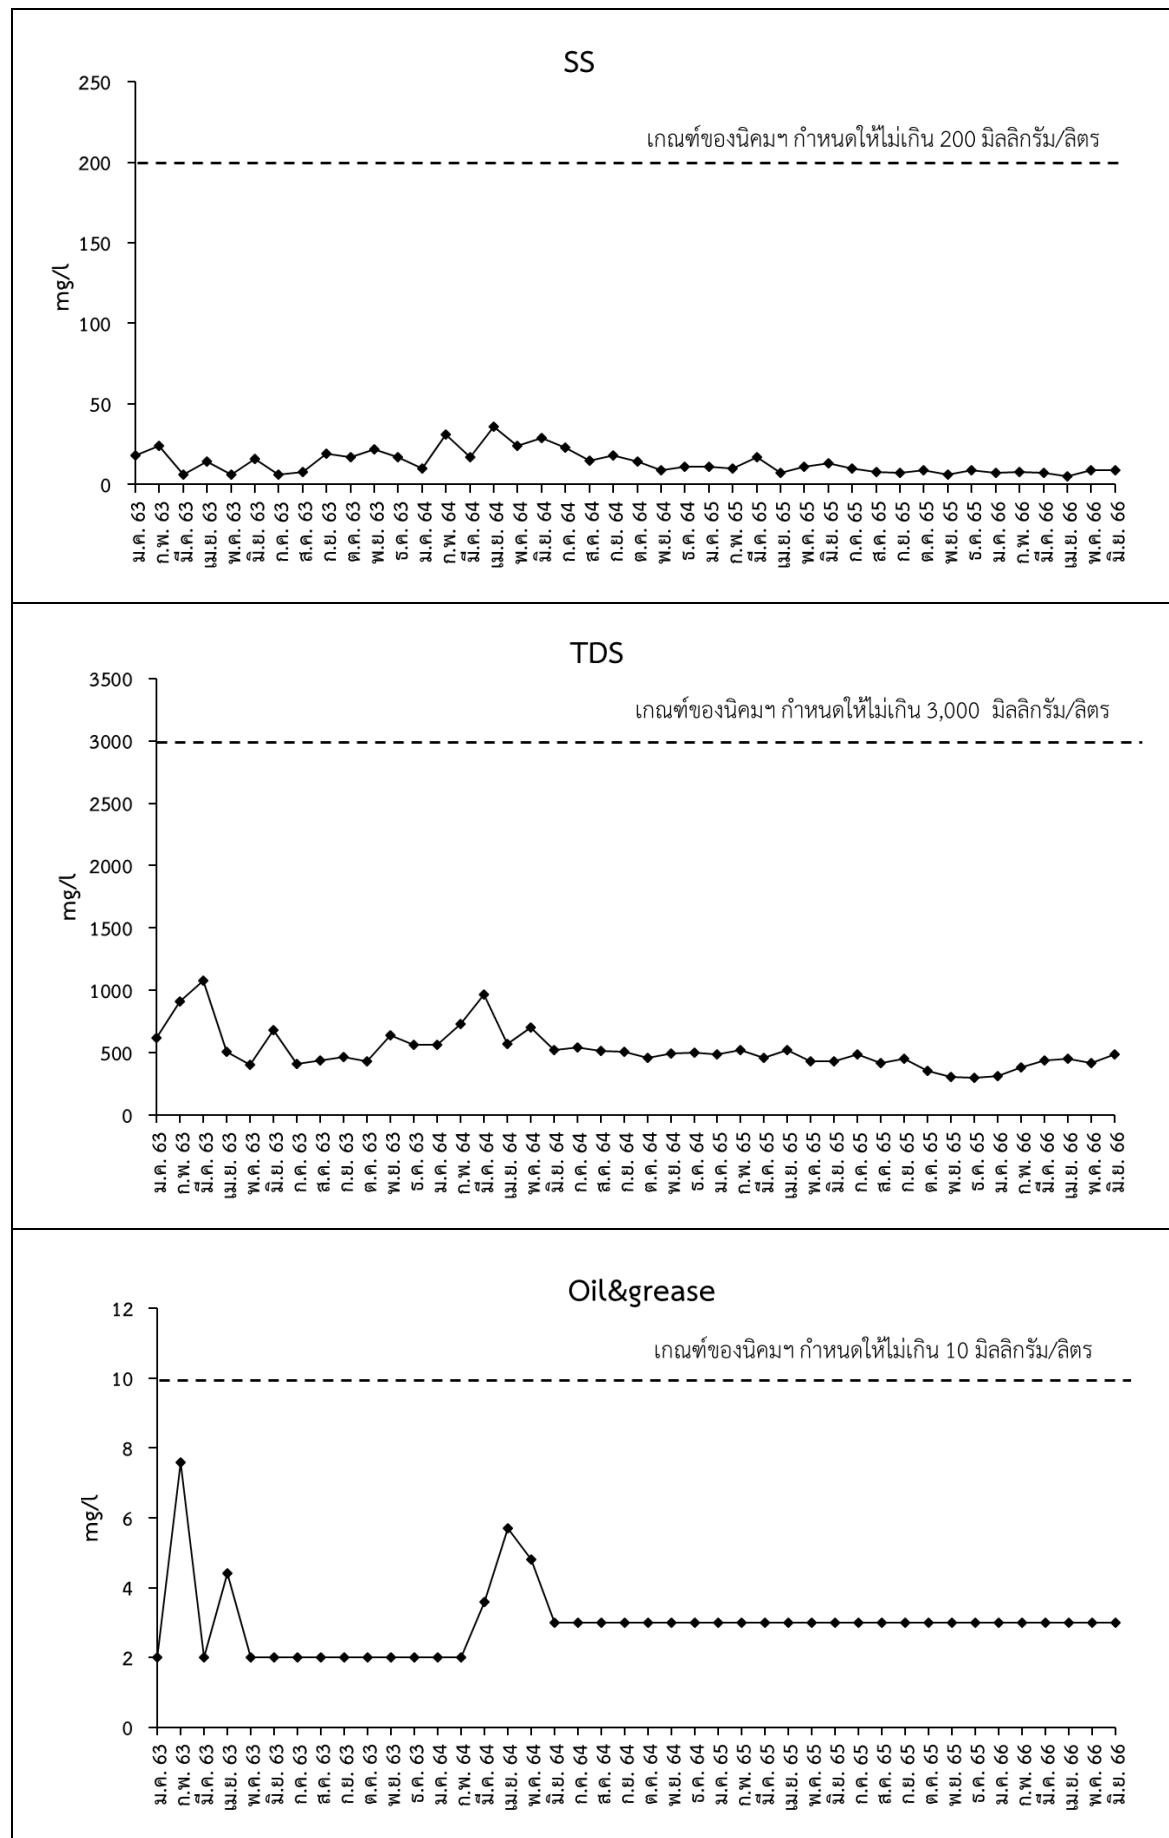 SS
เกณฑ์ของนิคมฯ กำหนดให้ไม่เกิน 200 มิลลิกรัม/ลิตร
250
200
150
100
50
0
mg/l
ม.ค. 63
ก.พ. 63
มี.ค. 63
เม.ย. 63
พ.ค. 63
มิ.ย. 63
ก.ค. 63
ส.ค. 63
ก.ย. 63
ต.ค. 63
พ.ย. 63
ธ.ค. 63
ม.ค. 64
ก.พ. 64
มี.ค. 64
เม.ย. 64
พ.ค. 64
มิ.ย. 64
ก.ค. 64
ส.ค. 64
ก.ย. 64
ต.ค. 64
พ.ย. 64
ธ.ค. 64
ม.ค. 65
ก.พ. 65
มี.ค. 65
เม.ย. 65
พ.ค. 65
มิ.ย. 65
ก.ค. 65
ส.ค. 65
ก.ย. 65
ต.ค. 65
พ.ย. 65
ธ.ค. 65
ม.ค. 66
ก.พ. 66
มี.ค. 66
เม.ย. 66
พ.ค. 66
มิ.ย. 66
TDS
เกณฑ์ของนิคมฯ กำหนดให้ไม่เกิน 3,000 มิลลิกรัม/ลิตร
3500
3000
2500
2000
1500
1000
500
0
mg/l
ม.ค. 63
ก.พ. 63
มี.ค. 63
เม.ย. 63
พ.ค. 63
มิ.ย. 63
ก.ค. 63
ส.ค. 63
ก.ย. 63
ต.ค. 63
พ.ย. 63
ธ.ค. 63
ม.ค. 64
ก.พ. 64
มี.ค. 64
เม.ย. 64
พ.ค. 64
มิ.ย. 64
ก.ค. 64
ส.ค. 64
ก.ย. 64
ต.ค. 64
พ.ย. 64
ธ.ค. 64
ม.ค. 65
ก.พ. 65
มี.ค. 65
เม.ย. 65
พ.ค. 65
มิ.ย. 65
ก.ค. 65
ส.ค. 65
ก.ย. 65
ต.ค. 65
พ.ย. 65
ธ.ค. 65
ม.ค. 66
ก.พ. 66
มี.ค. 66
เม.ย. 66
พ.ค. 66
มิ.ย. 66
Oil&grease
เกณฑ์ของนิคมฯ กำหนดให้ไม่เกิน 10 มิลลิกรัม/ลิตร
12
10
8
6
4
2
0
mg/l
ม.ค. 63
ก.พ. 63
มี.ค. 63
เม.ย. 63
พ.ค. 63
มิ.ย. 63
ก.ค. 63
ส.ค. 63
ก.ย. 63
ต.ค. 63
พ.ย. 63
ธ.ค. 63
ม.ค. 64
ก.พ. 64
มี.ค. 64
เม.ย. 64
พ.ค. 64
มิ.ย. 64
ก.ค. 64
ส.ค. 64
ก.ย. 64
ต.ค. 64
พ.ย. 64
ธ.ค. 64
ม.ค. 65
ก.พ. 65
มี.ค. 65
เม.ย. 65
พ.ค. 65
มิ.ย. 65
ก.ค. 65
ส.ค. 65
ก.ย. 65
ต.ค. 65
พ.ย. 65
ธ.ค. 65
ม.ค. 66
ก.พ. 66
มี.ค. 66
เม.ย. 66
พ.ค. 66
มิ.ย. 66